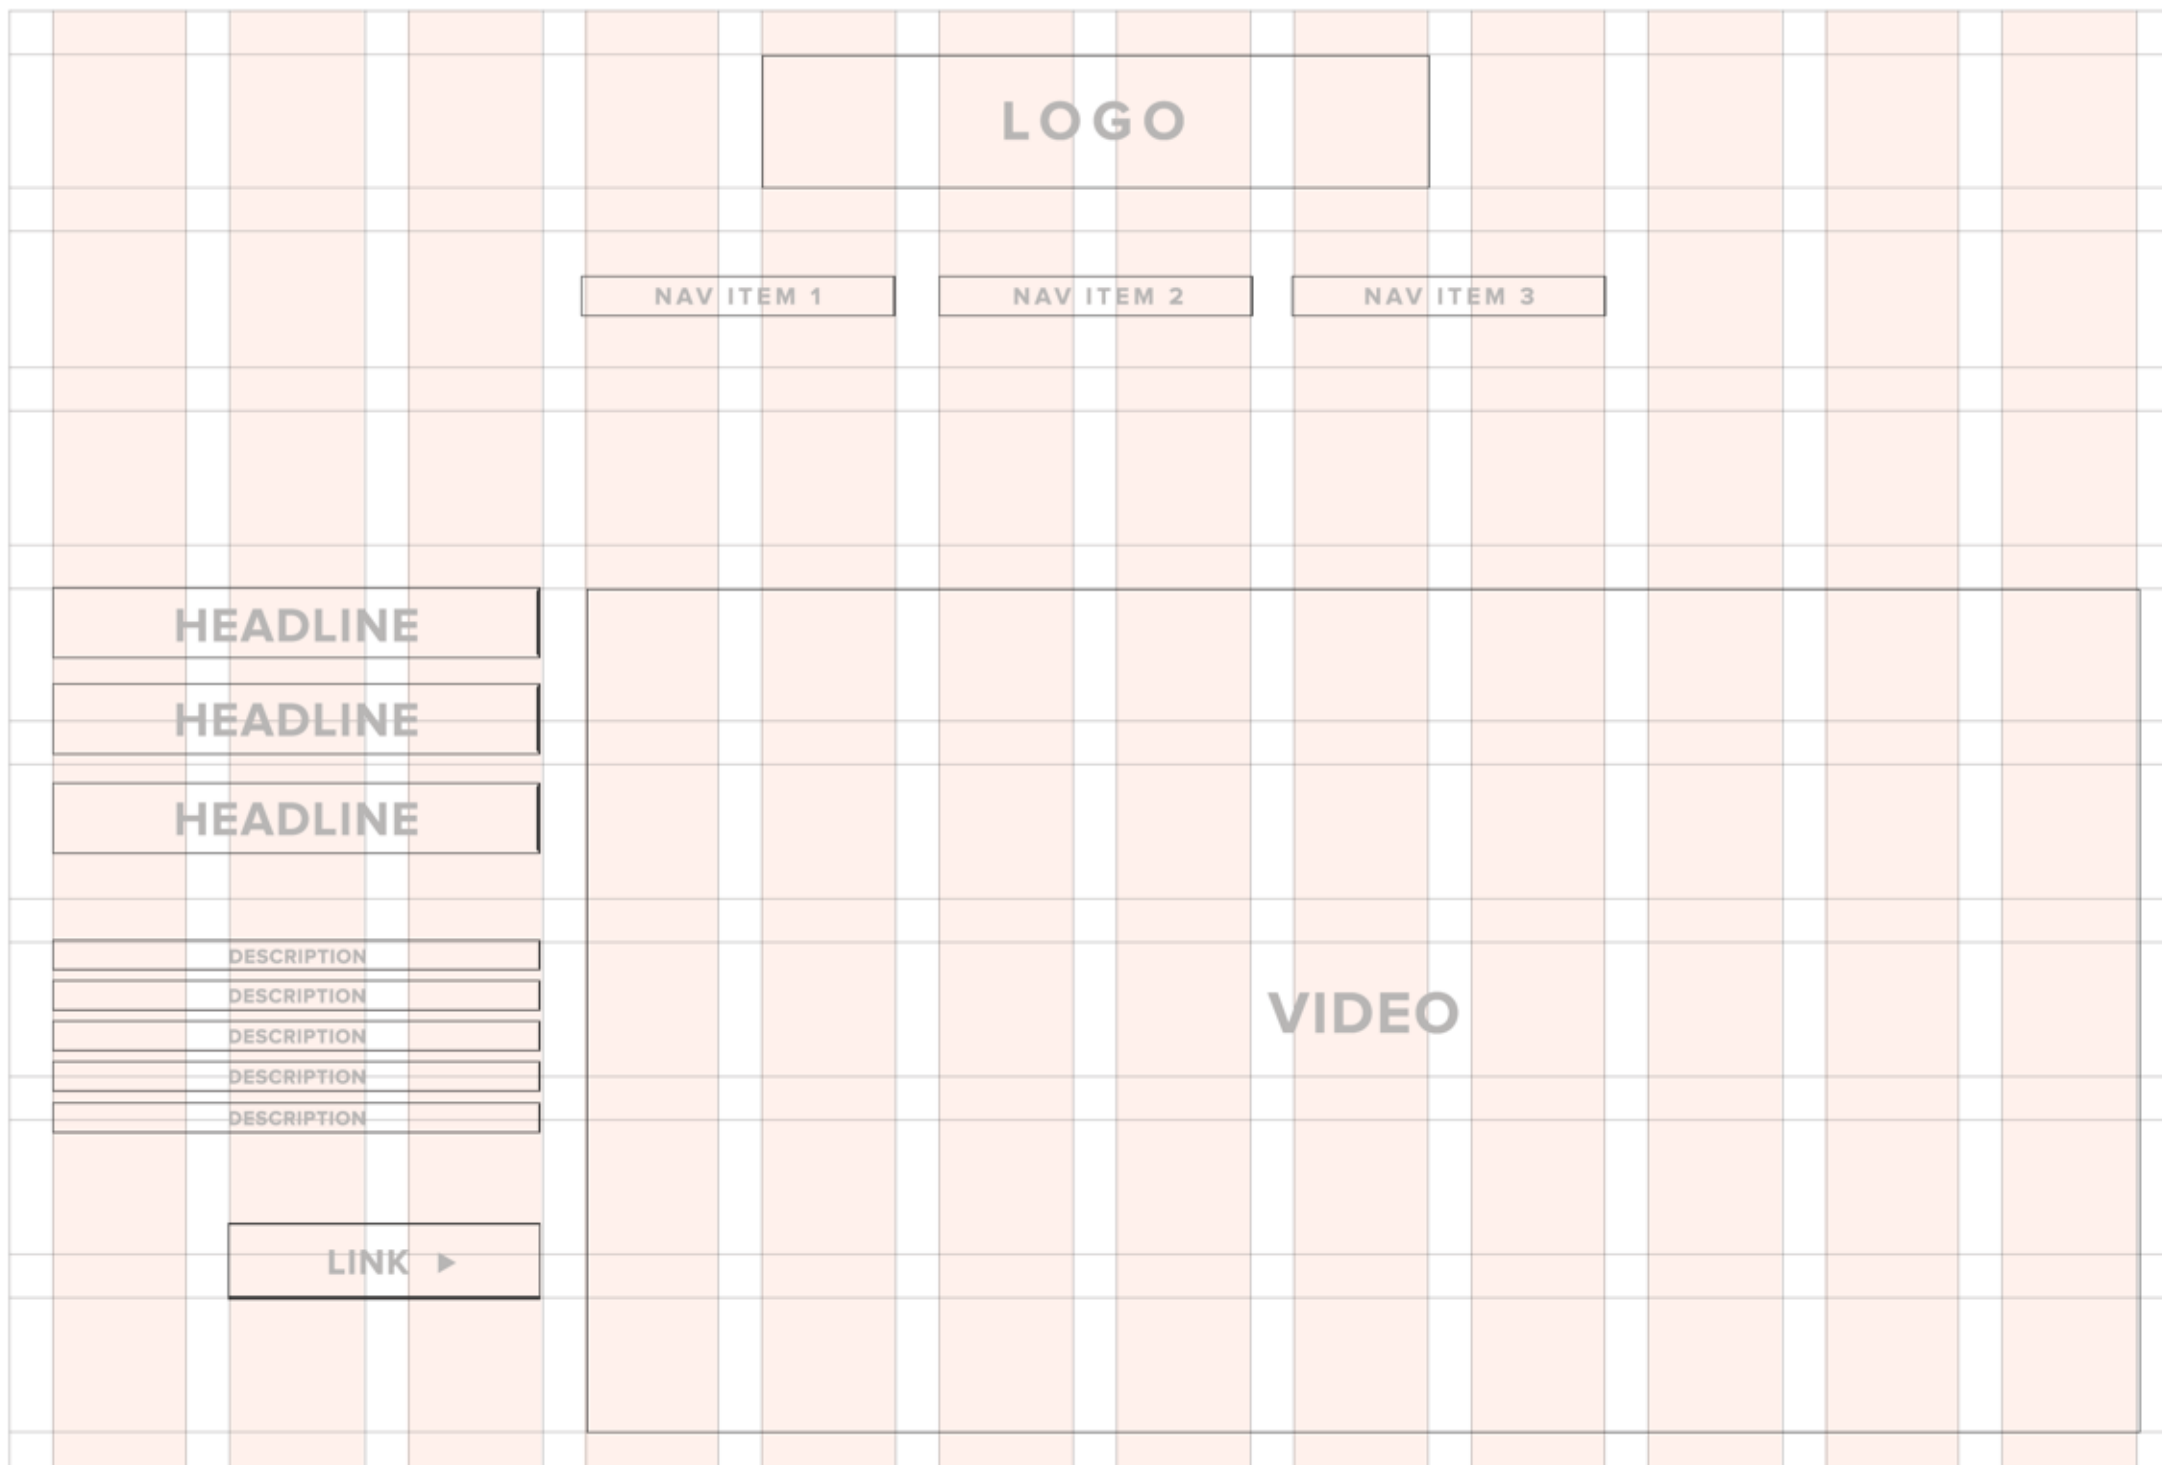 LOGO
NAV ITEM 1
NAV ITEM 2
NAV ITEM 3
HEADLINE
HEADLINE
HEADLINE
DESCRIPTION
DESCRIPTION
DESCRIPTION
DESCRIPTION
DESCRIPTION
LINK ►
VIDEO